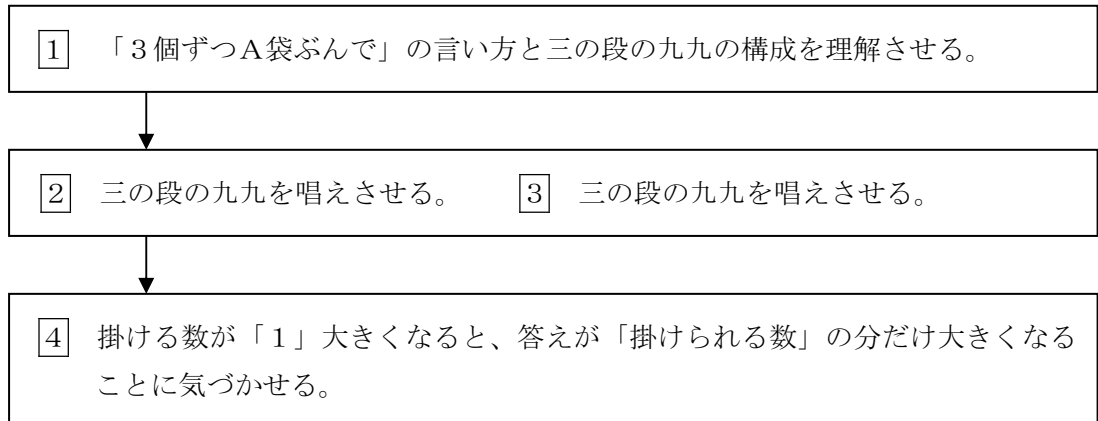 1 「3個ずつA袋ぶんで」の言い方と三の段の九九の構成を理解させる。
2 三の段の九九を唱えさせる。 3 三の段の九九を唱えさせる。
4 掛ける数が「1」大きくなると、答えが「掛けられる数」の分だけ大きくなる
ことに気づかせる。